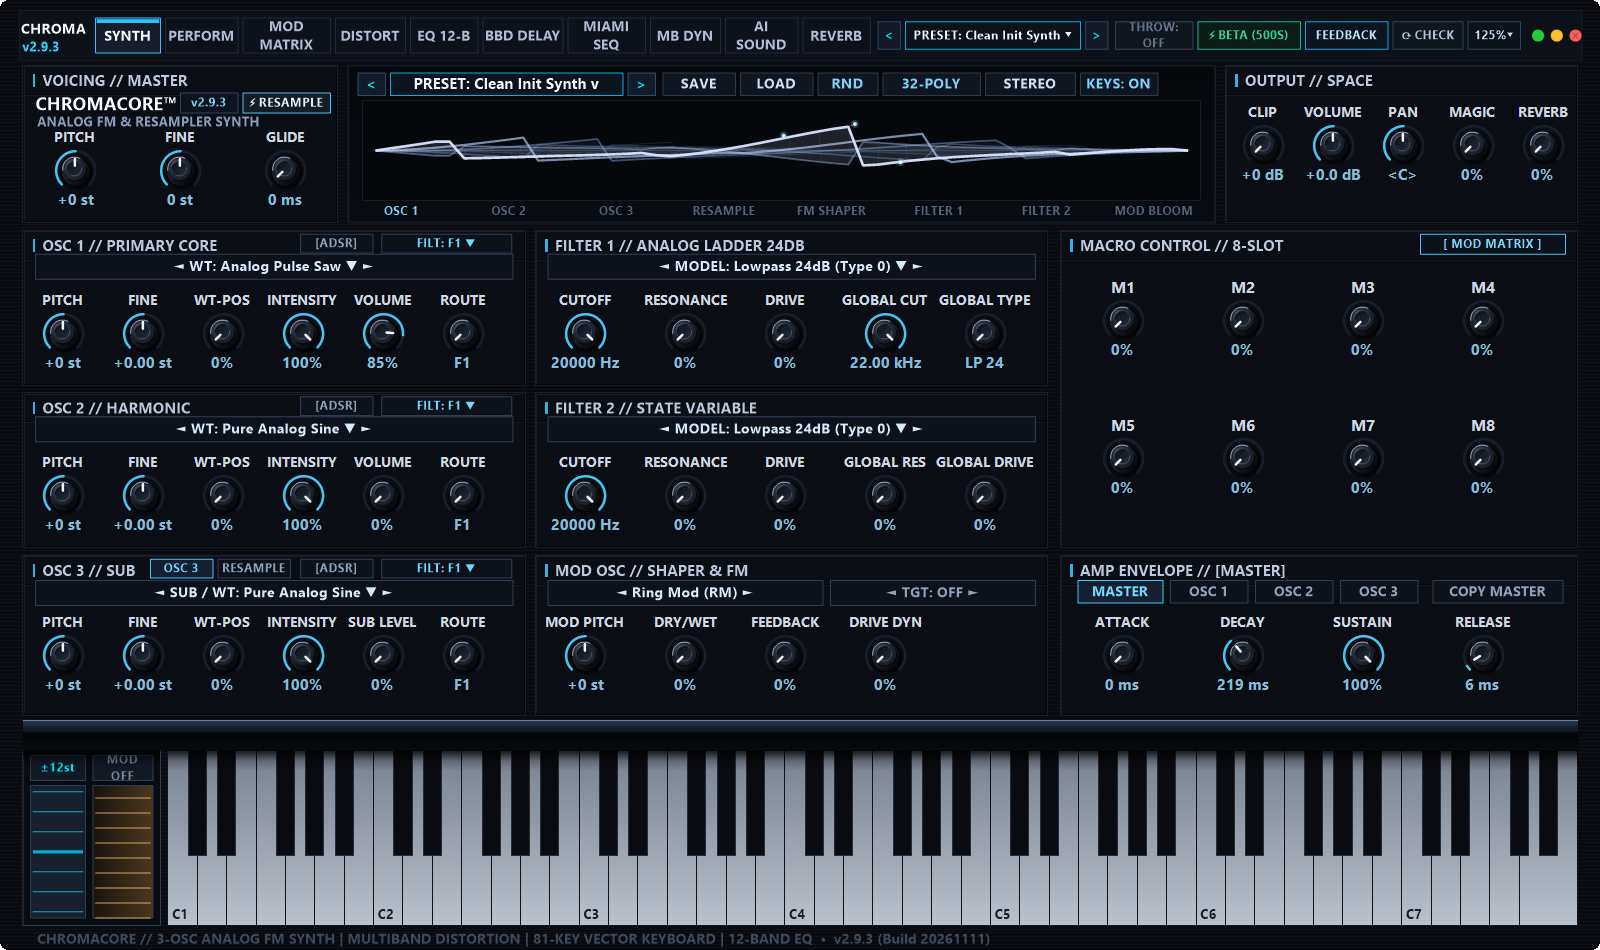 CHROMA
v2.9.3
SYNTH
PERFORM
MOD
MATRIX
DISTORT
EQ 12-B
BBD DELAY
MIAMI
SEQ
MB DYN
AI
SOUND
REVERB
<
PRESET: Clean Init Synth ▾
>
THROW:
OFF
⚡BETA (500S)
FEEDBACK
⟳ CHECK
125%▾
VOICING // MASTER
CHROMACORE™
v2.9.3
⚡RESAMPLE
ANALOG FM & RESAMPLER SYNTH
PITCH FINE GLIDE
+0 st 0 st 0 ms
<
PRESET: Clean Init Synth v
>
SAVE
LOAD
RND
32-POLY
STEREO
KEYS: ON
OSC 1 OSC 2 OSC 3 RESAMPLE FM SHAPER FILTER 1 FILTER 2 MOD BLOOM
OUTPUT // SPACE
CLIP VOLUME PAN MAGIC REVERB
+0 dB +0.0 dB <C> 0% 0%
OSC 1 // PRIMARY CORE
[ADSR]
FILT: F1 ▼
◄ WT: Analog Pulse Saw ▼ ►
PITCH FINE WT-POS INTENSITY VOLUME ROUTE
+0 st +0.00 st 0% 100% 85% F1
FILTER 1 // ANALOG LADDER 24DB
◄ MODEL: Lowpass 24dB (Type 0) ▼ ►
CUTOFF RESONANCE DRIVE GLOBAL CUT GLOBAL TYPE
20000 Hz 0% 0% 22.00 kHz LP 24
MACRO CONTROL // 8-SLOT
[ MOD MATRIX ]
M1 M2 M3 M4
0% 0% 0% 0%
M5 M6 M7 M8
0% 0% 0% 0%
OSC 2 // HARMONIC
[ADSR]
FILT: F1 ▼
◄ WT: Pure Analog Sine ▼ ►
PITCH FINE WT-POS INTENSITY VOLUME ROUTE
+0 st +0.00 st 0% 100% 0% F1
FILTER 2 // STATE VARIABLE
◄ MODEL: Lowpass 24dB (Type 0) ▼ ►
CUTOFF RESONANCE DRIVE GLOBAL RES GLOBAL DRIVE
20000 Hz 0% 0% 0% 0%
OSC 3 // SUB
OSC 3
RESAMPLE
[ADSR]
FILT: F1 ▼
◄ SUB / WT: Pure Analog Sine ▼ ►
PITCH FINE WT-POS INTENSITY SUB LEVEL ROUTE
+0 st +0.00 st 0% 100% 0% F1
MOD OSC // SHAPER & FM
◄ Ring Mod (RM) ►
◄ TGT: OFF ►
MOD PITCH DRY/WET FEEDBACK DRIVE DYN
+0 st 0% 0% 0%
AMP ENVELOPE // [MASTER]
MASTER
OSC 1
OSC 2
OSC 3
COPY MASTER
ATTACK DECAY SUSTAIN RELEASE
0 ms 219 ms 100% 6 ms
±12st
MOD
OFF
C1 C2 C3 C4 C5 C6 C7
CHROMACORE // 3-OSC ANALOG FM SYNTH | MULTIBAND DISTORTION | 81-KEY VECTOR KEYBOARD | 12-BAND EQ • v2.9.3 (Build 20261111)